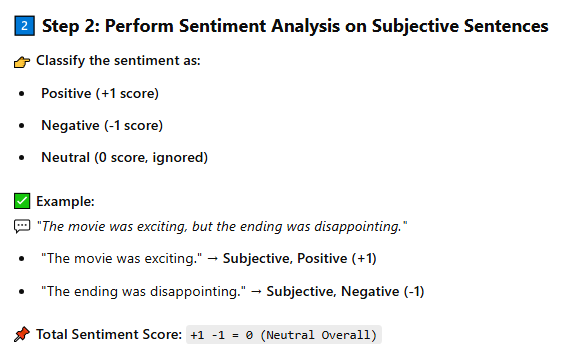 2 Step 2: Perform Sentiment Analysis on Subjective Sentences
👉 Classify the sentiment as:
• Positive (+1 score)
• Negative (-1 score)
• Neutral (0 score, ignored)
✅ Example:
💬 "The movie was exciting, but the ending was disappointing."
• "The movie was exciting." → Subjective, Positive (+1)
• "The ending was disappointing." → Subjective, Negative (-1)
📌 Total Sentiment Score: +1 -1 = 0 (Neutral Overall)